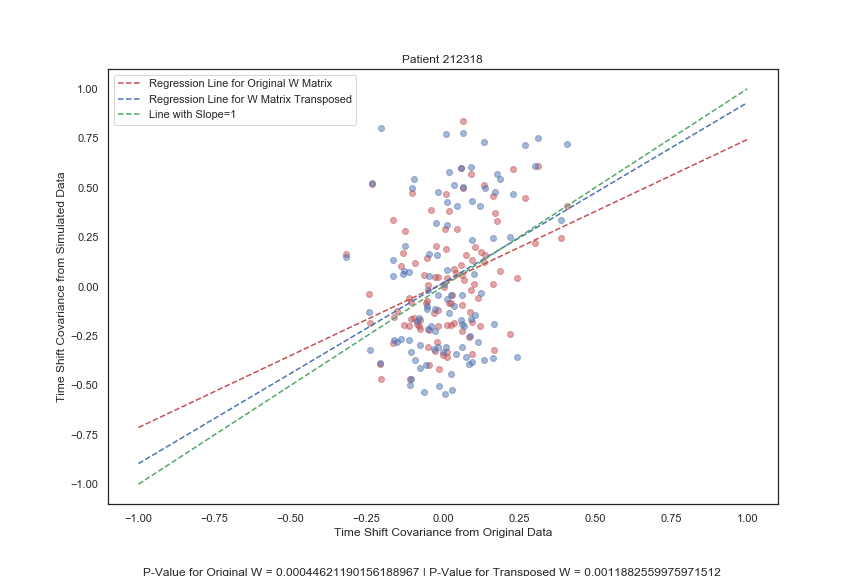 Patient 212318
Regression Line for Original W Matrix
Regression Line for W Matrix Transposed
Line with Slope=1
Time Shift Covariance from Simulated Data
1.00
0.75
0.50
0.25
0.00
−0.25
−0.50
−0.75
−1.00
−1.00 −0.75 −0.50 −0.25 0.00 0.25 0.50 0.75 1.00
Time Shift Covariance from Original Data
P-Value for Original W = 0.00044621190156188967 | P-Value for Transposed W = 0.0011882559975971512